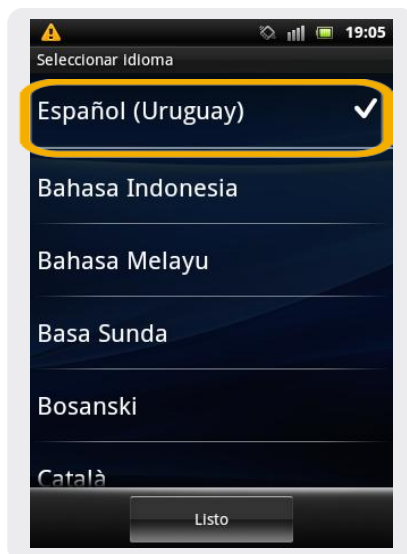 19:05
Seleccionar idioma
Español (Uruguay)
Bahasa Indonesia
Bahasa Melayu
Basa Sunda
Bosanski
Català
Listo